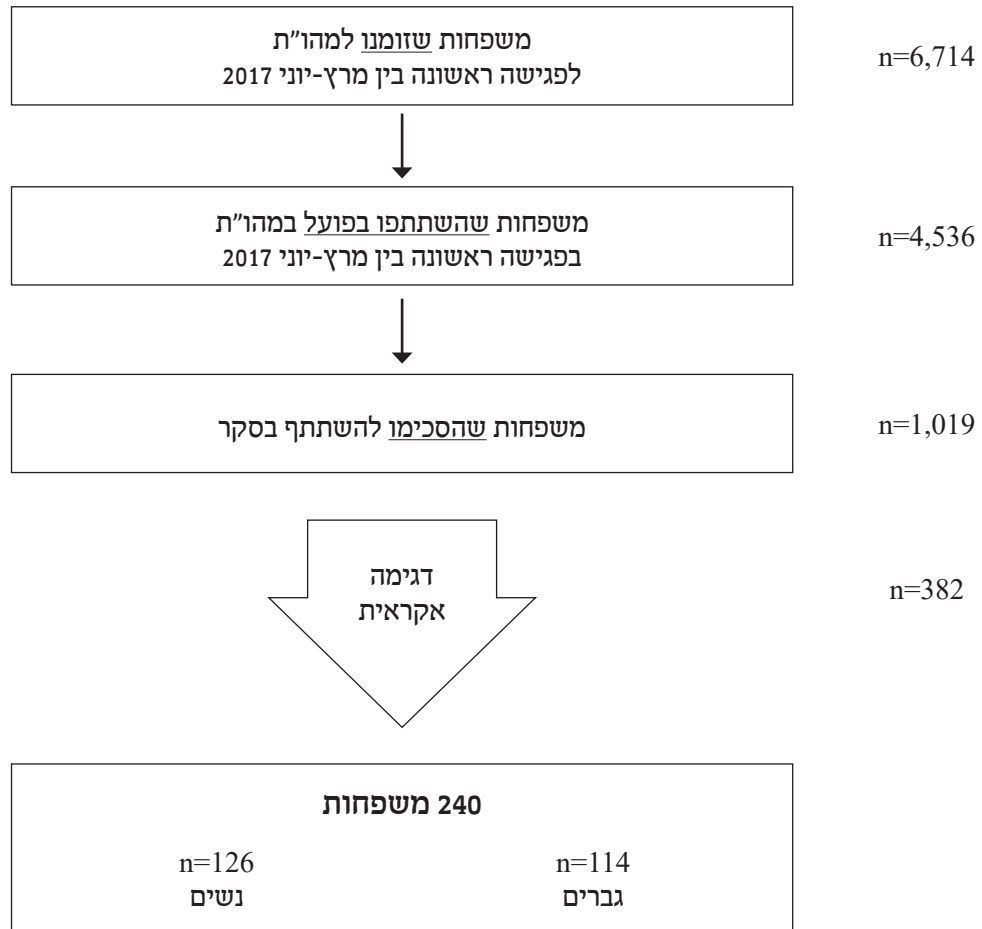 משפחות שזומנו למהו"ת
לפגישה ראשונה בין מרץ-יוני 2017
n=6,714
משפחות שהשתתפו בפועל במהו"ת
בפגישה ראשונה בין מרץ-יוני 2017
n=4,536
משפחות שהסכימו להשתתף בסקר
n=1,019
דגימה
אקראית
n=382
240 משפחות
n=114
גברים
n=126
נשים